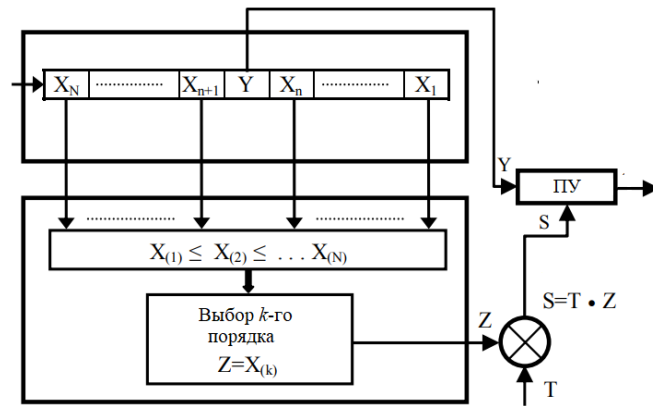 X_N ............... X_{n+1} Y X_n ............... X_1
Y
ПУ
S
............... ...............
X_{(1)} ≤ X_{(2)} ≤ . . . X_{(N)}
S=T • Z
Выбор k-го
порядка
Z=X_{(k)}
Z
T